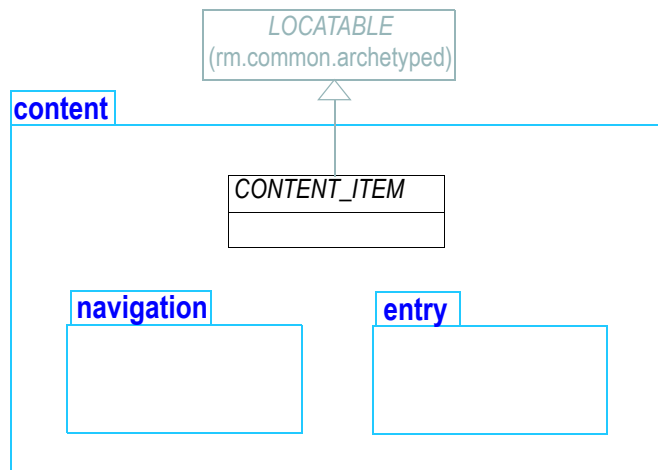 LOCATABLE
(rm.common.archetyped)
content
CONTENT_ITEM
navigation
entry